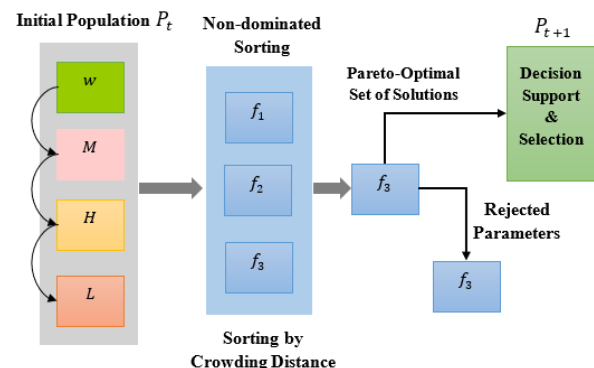 Initial Population P_t
w
M
H
L
Non-dominated
Sorting
f_1
f_2
f_3
Sorting by
Crowding Distance
Pareto-Optimal
Set of Solutions
f_3
P_{t+1}
Decision
Support
&
Selection
Rejected
Parameters
f_3